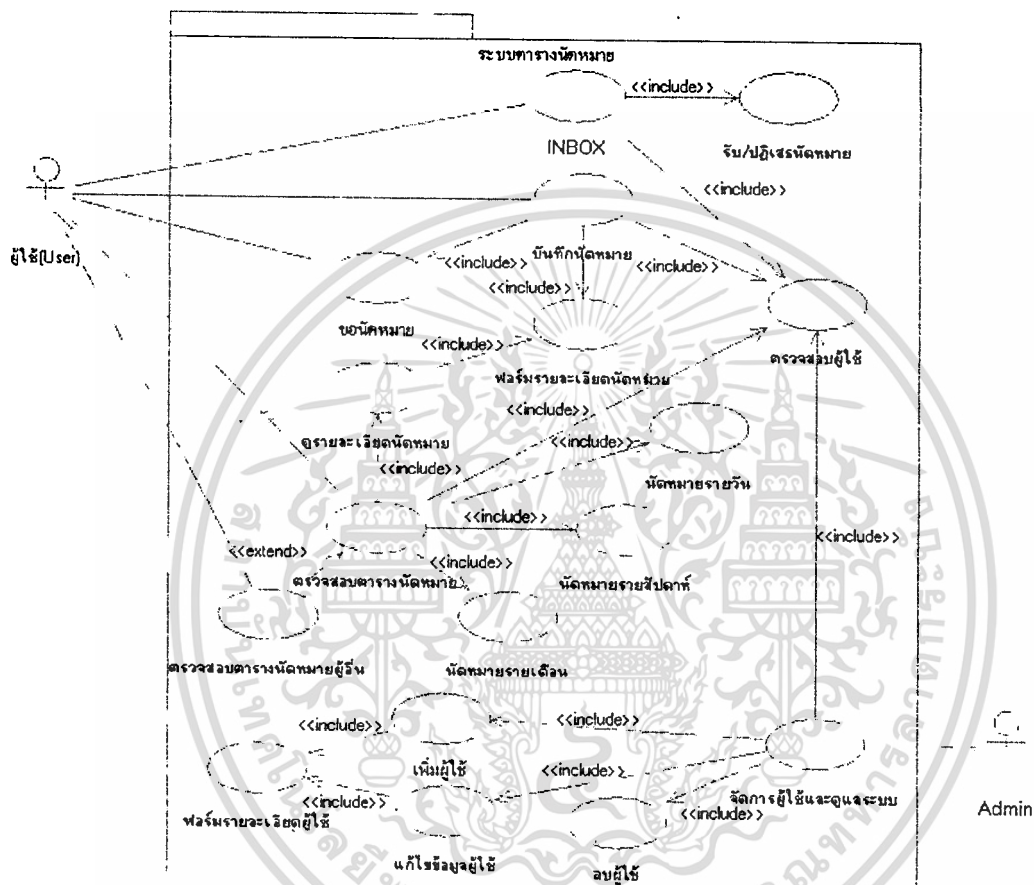 ระบบตารางนัดหมาย
<<include>>
INBOX
รับ/ปฏิเสธนัดหมาย
<<include>>
ผู้ใช้(User)
<<include>>
บันทึกนัดหมาย
<<include>>
<<include>>
ขอนัดหมาย
<<include>>
ตรวจสอบผู้ใช้
ฟอร์มรายละเอียดนัดหมาย
<<include>>
ดูรายละเอียดนัดหมาย
<<include>>
<<include>>
นัดหมายรายวัน
<<include>>
<<include>>
<<extend>>
<<include>>
ตรวจสอบตารางนัดหมาย
นัดหมายรายสัปดาห์
ตรวจสอบตารางนัดหมายผู้อื่น
นัดหมายรายเดือน
<<include>>
<<include>>
เพิ่มผู้ใช้
<<include>>
จัดการผู้ใช้และดูแลระบบ
<<include>>
<<include>>
Admin
ฟอร์มรายละเอียดผู้ใช้
แก้ไขข้อมูลผู้ใช้
ลบผู้ใช้